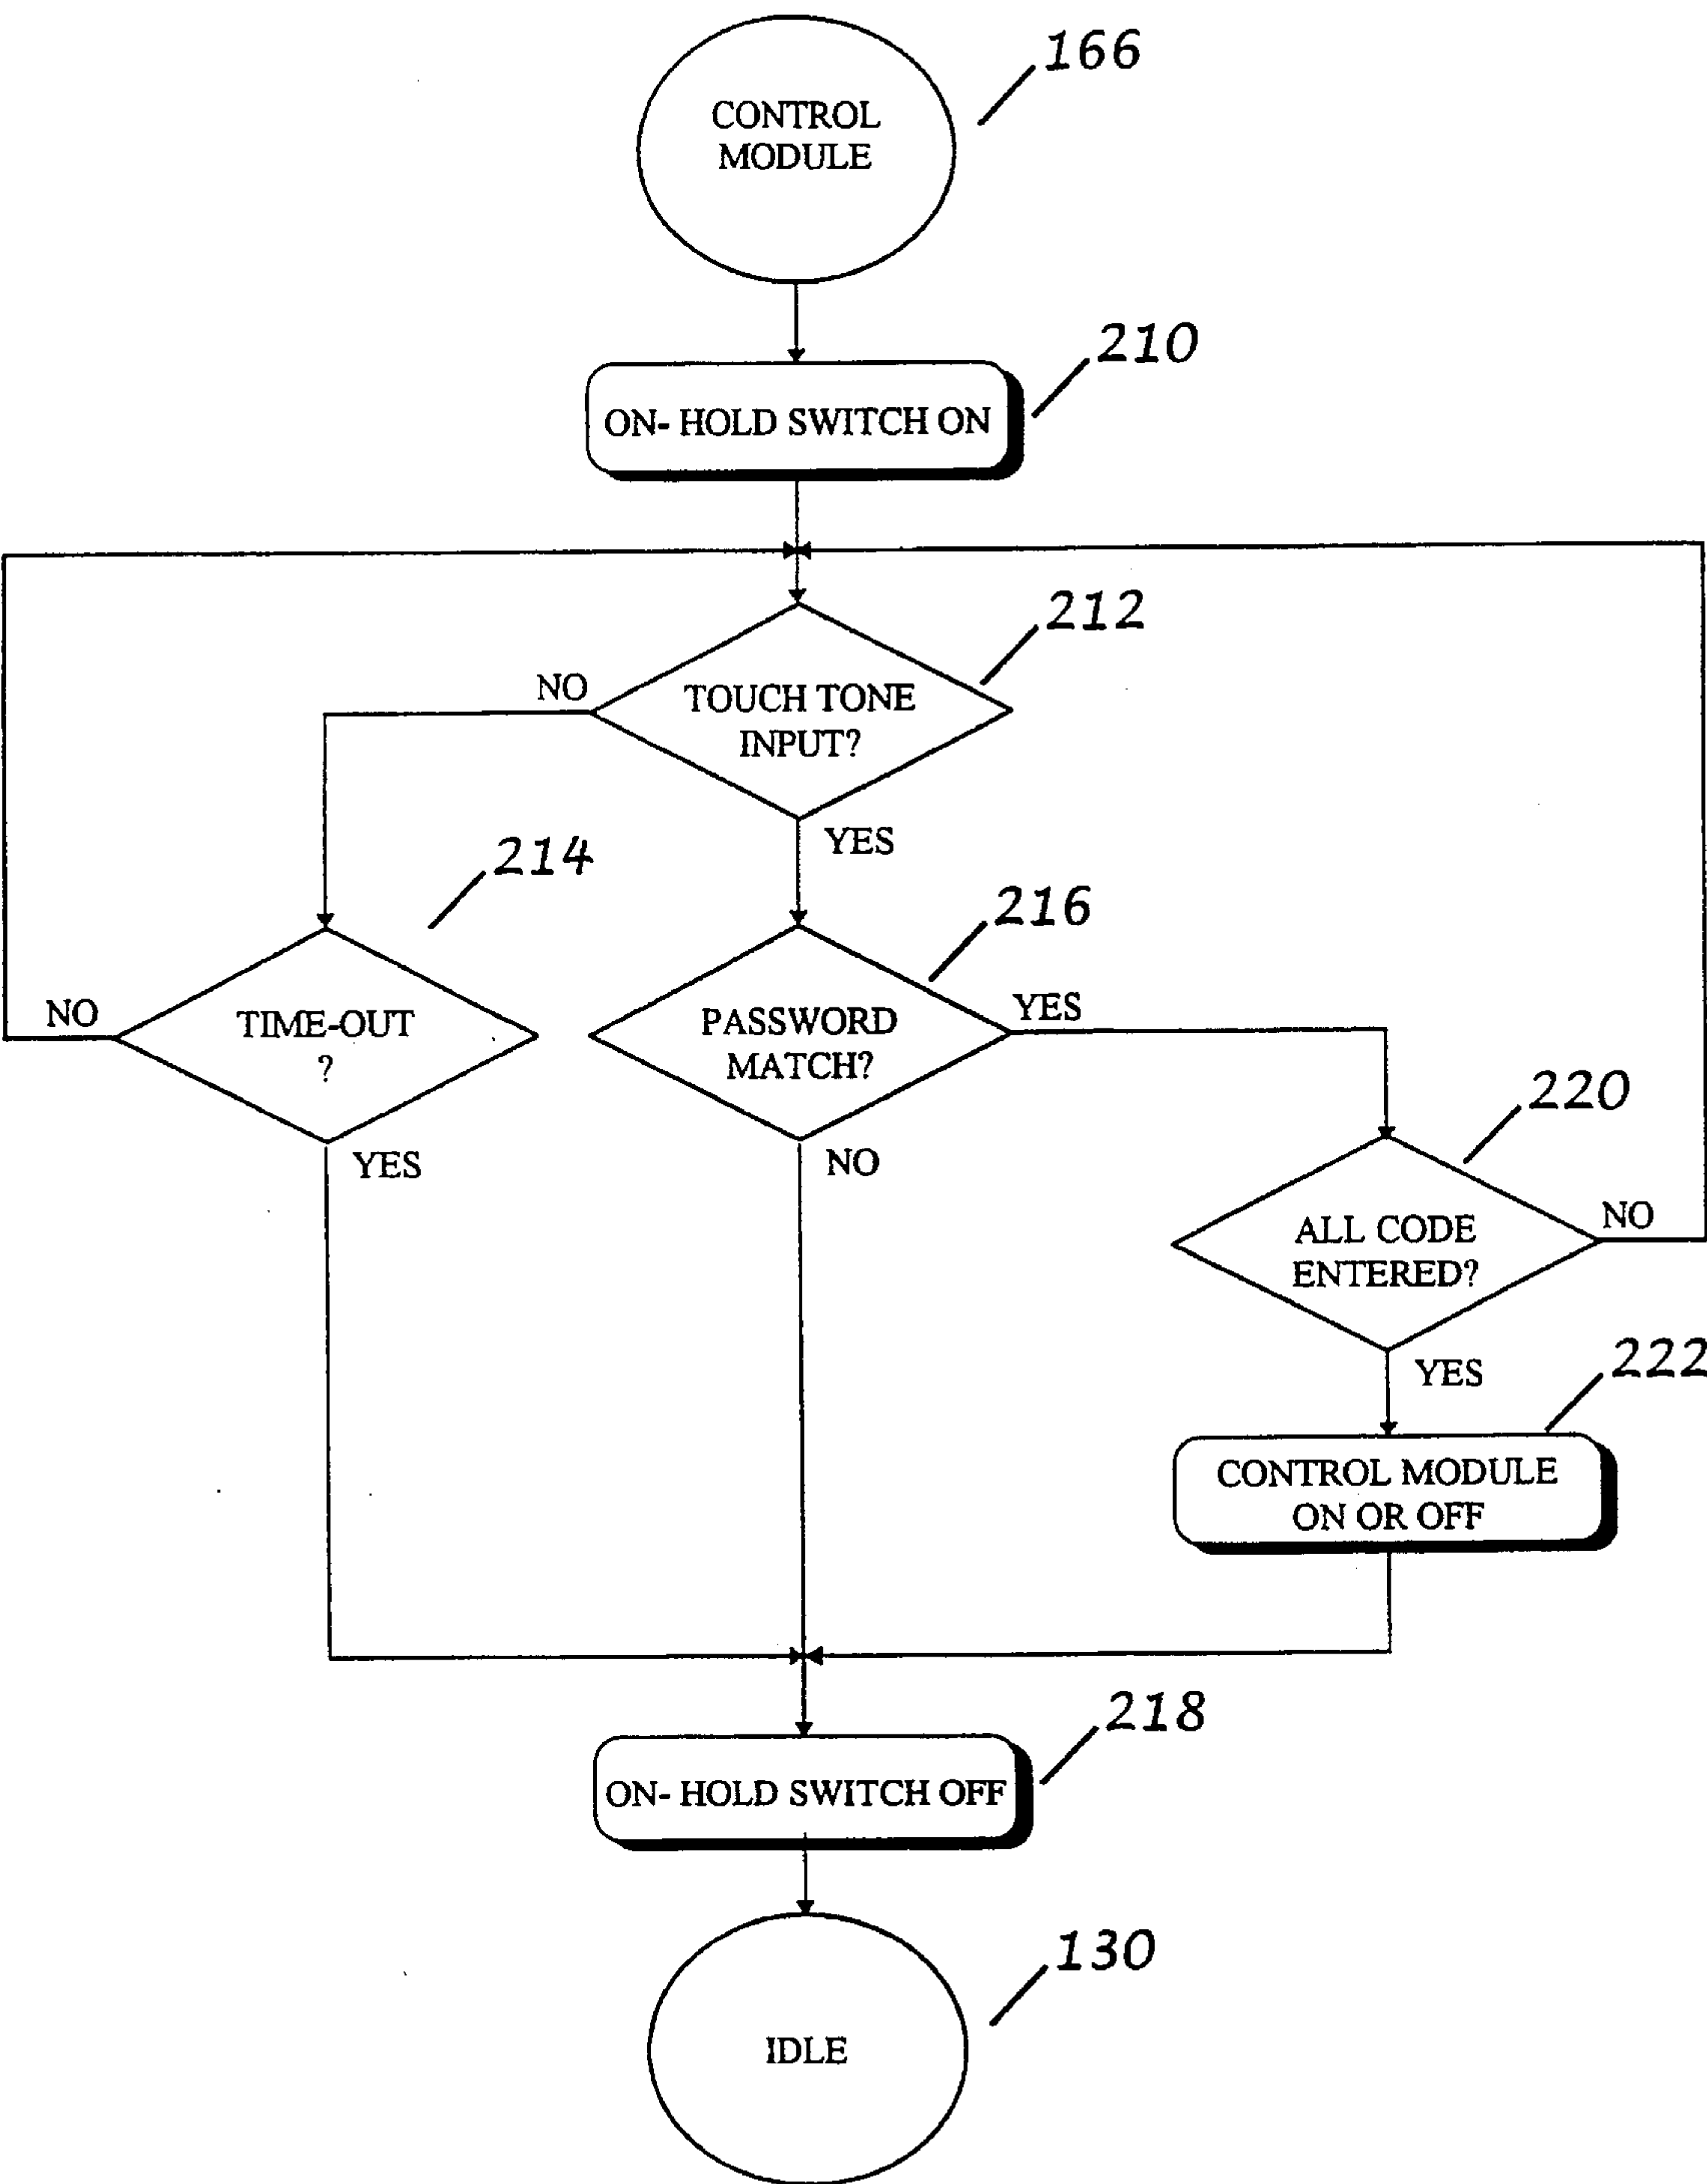 166
CONTROL
MODULE
210
ON- HOLD SWITCH ON
212
NO
TOUCH TONE
INPUT?
YES
214
216
NO
TIME-OUT
?
PASSWORD
MATCH?
YES
220
YES
NO
ALL CODE
ENTERED?
NO
YES
222
CONTROL MODULE
ON OR OFF
218
ON- HOLD SWITCH OFF
130
IDLE